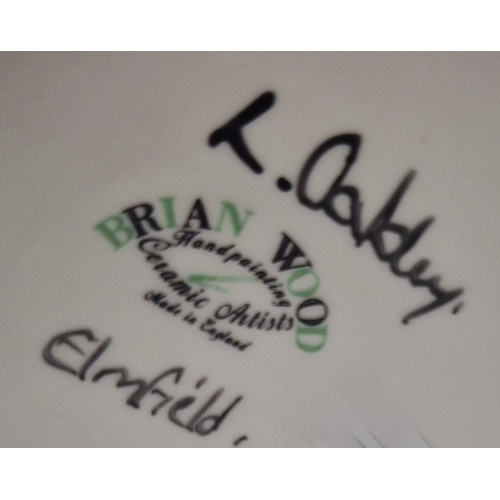 T. Oakley.
BRIAN WOOD
Handpainting
Ceramic Artists
Made in England
Elmfield.